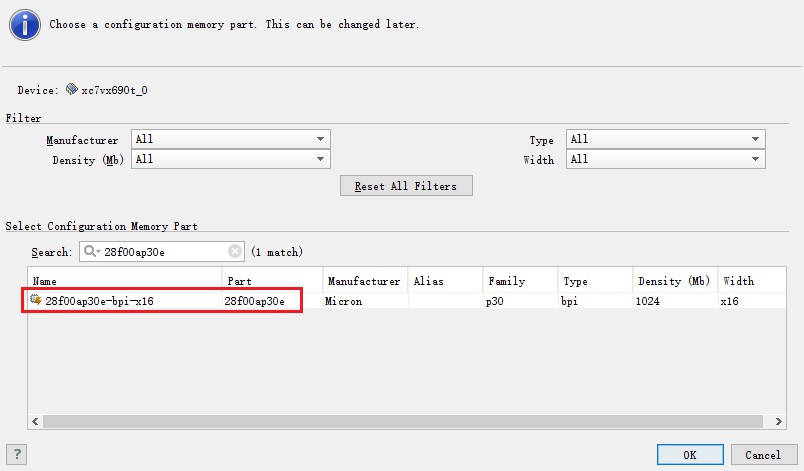 Choose a configuration memory part. This can be changed later.
Device: xc7vx690t_0
Filter
Manufacturer All Type All
Density (Mb) All Width All
Reset All Filters
Select Configuration Memory Part
Search: 28f00ap30e (1 match)
Name Part Manufacturer Alias Family Type Density (Mb) Width
28f00ap30e-bpi-x16 28f00ap30e Micron p30 bpi 1024 x16
? OK Cancel